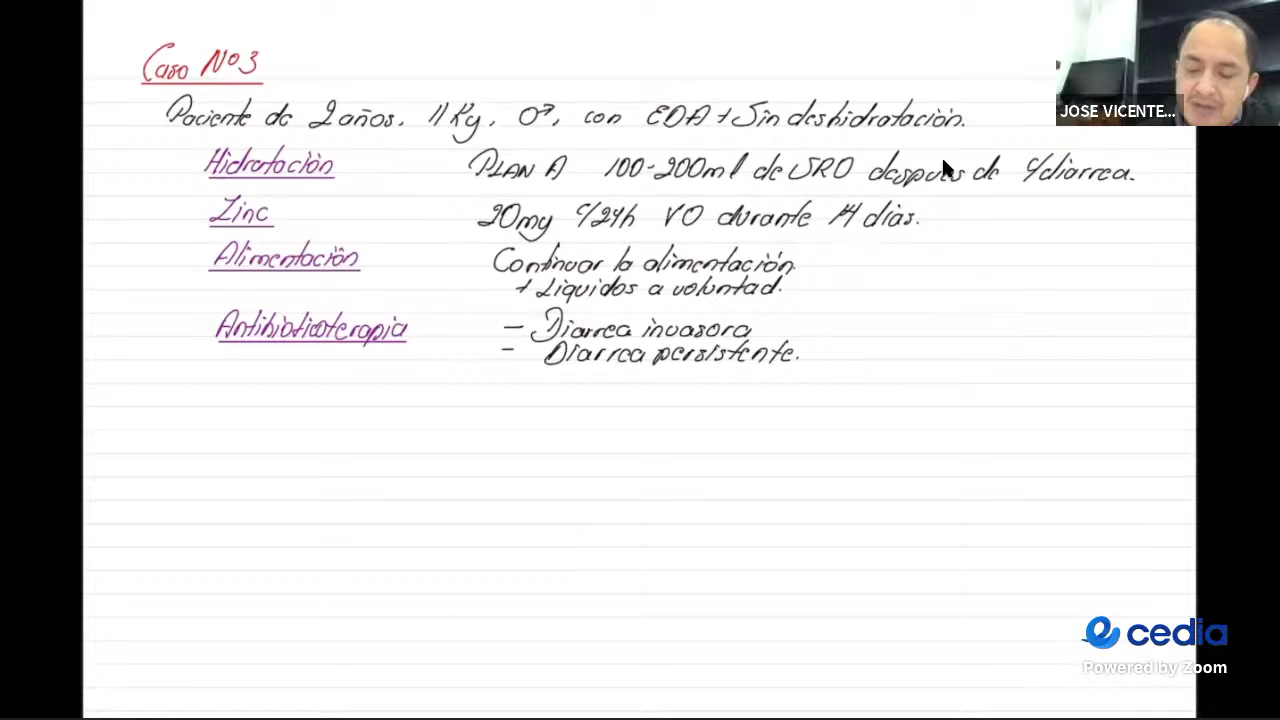 Caso Nº3
JOSE VICENTE...
Paciente de 2 años. 11 Kg. ♂, con EDA + Sin deshidratación.
Hidratación PLAN A 100-200ml de SRO después de c/diarrea.
Zinc 20mg c/24h VO durante 14 dias.
Alimentación Continuar la alimentación.
+ Liquidos a voluntad.
Antibioticoterapia - Diarrea invasora
- Diarrea persistente.
cedia
Powered by Zoom